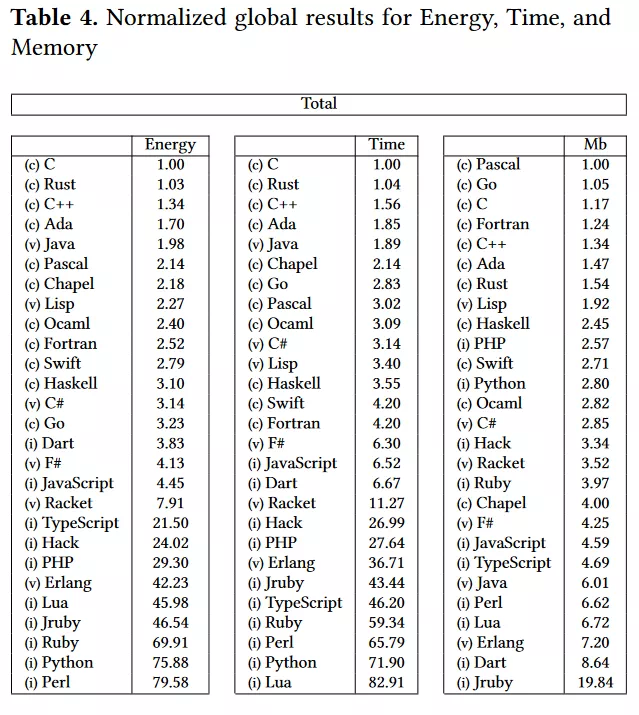 Table 4. Normalized global results for Energy, Time, and
Memory
Total
Energy
(c) C 1.00
(c) Rust 1.03
(c) C++ 1.34
(c) Ada 1.70
(v) Java 1.98
(c) Pascal 2.14
(c) Chapel 2.18
(v) Lisp 2.27
(c) Ocaml 2.40
(c) Fortran 2.52
(c) Swift 2.79
(c) Haskell 3.10
(v) C# 3.14
(c) Go 3.23
(i) Dart 3.83
(v) F# 4.13
(i) JavaScript 4.45
(v) Racket 7.91
(i) TypeScript 21.50
(i) Hack 24.02
(i) PHP 29.30
(v) Erlang 42.23
(i) Lua 45.98
(i) Jruby 46.54
(i) Ruby 69.91
(i) Python 75.88
(i) Perl 79.58
Time
(c) C 1.00
(c) Rust 1.04
(c) C++ 1.56
(c) Ada 1.85
(v) Java 1.89
(c) Chapel 2.14
(c) Go 2.83
(c) Pascal 3.02
(c) Ocaml 3.09
(v) C# 3.14
(v) Lisp 3.40
(c) Haskell 3.55
(c) Swift 4.20
(c) Fortran 4.20
(v) F# 6.30
(i) JavaScript 6.52
(i) Dart 6.67
(v) Racket 11.27
(i) Hack 26.99
(i) PHP 27.64
(v) Erlang 36.71
(i) Jruby 43.44
(i) TypeScript 46.20
(i) Ruby 59.34
(i) Perl 65.79
(i) Python 71.90
(i) Lua 82.91
Mb
(c) Pascal 1.00
(c) Go 1.05
(c) C 1.17
(c) Fortran 1.24
(c) C++ 1.34
(c) Ada 1.47
(c) Rust 1.54
(v) Lisp 1.92
(c) Haskell 2.45
(i) PHP 2.57
(c) Swift 2.71
(i) Python 2.80
(c) Ocaml 2.82
(v) C# 2.85
(i) Hack 3.34
(v) Racket 3.52
(i) Ruby 3.97
(c) Chapel 4.00
(v) F# 4.25
(i) JavaScript 4.59
(i) TypeScript 4.69
(v) Java 6.01
(i) Perl 6.62
(i) Lua 6.72
(v) Erlang 7.20
(i) Dart 8.64
(i) Jruby 19.84